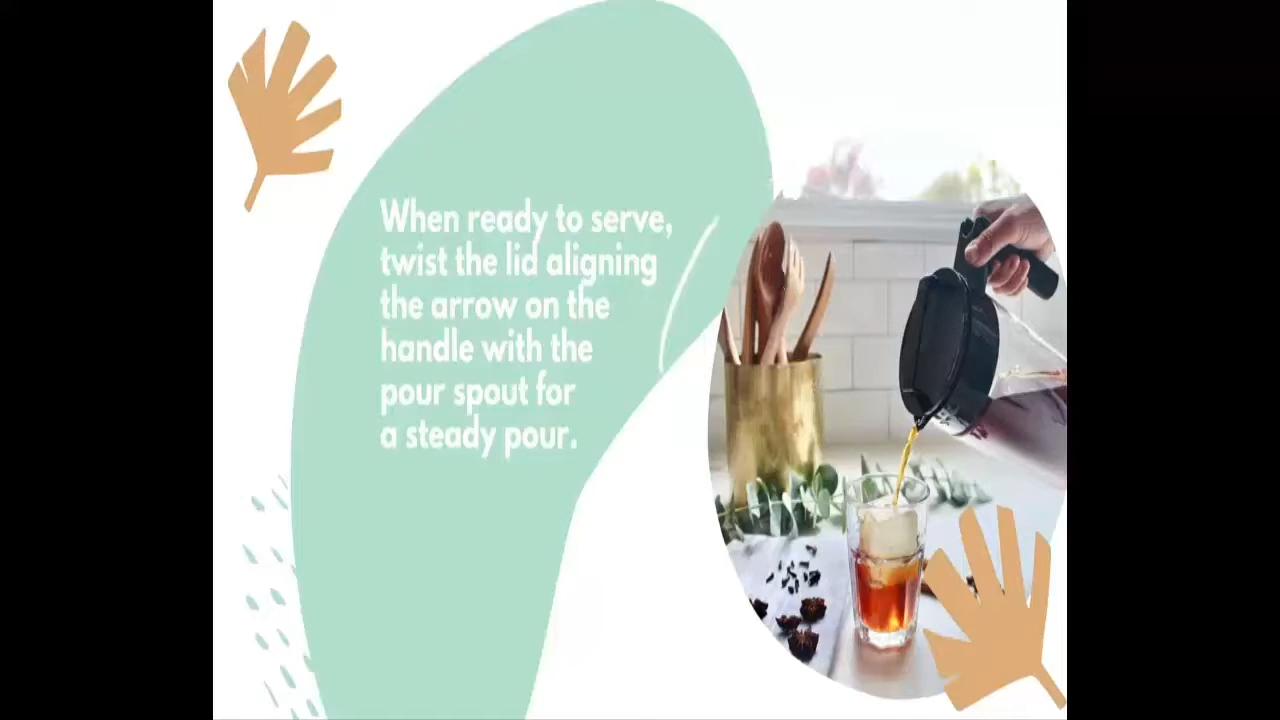 When ready to serve,
twist the lid aligning
the arrow on the
handle with the
pour spout for
a steady pour.